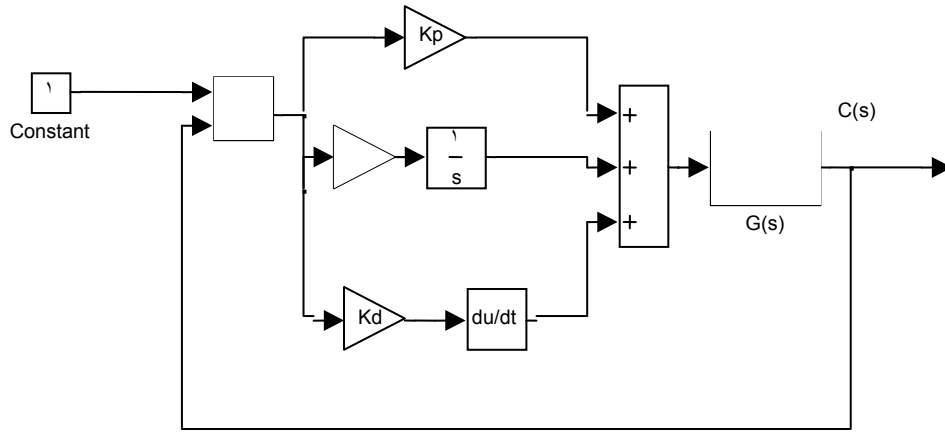 Kp
١
Constant
C(s)
+
١
s
+
+
G(s)
Kd
du/dt